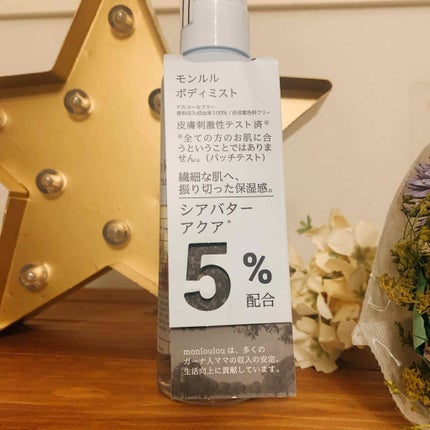 モンルル
ボディミスト
アルコールフリー
香料は天然由来100% / 合成着色料フリー
皮膚刺激性テスト済※
※全ての方のお肌に合
うということではありま
せん。(パッチテスト)
繊細な肌へ、
振り切った保湿感。
シアバター
アクア※
5%
配合
monloulou は、多くの
ガーナ人ママの収入の安定、
生活向上に貢献しています。